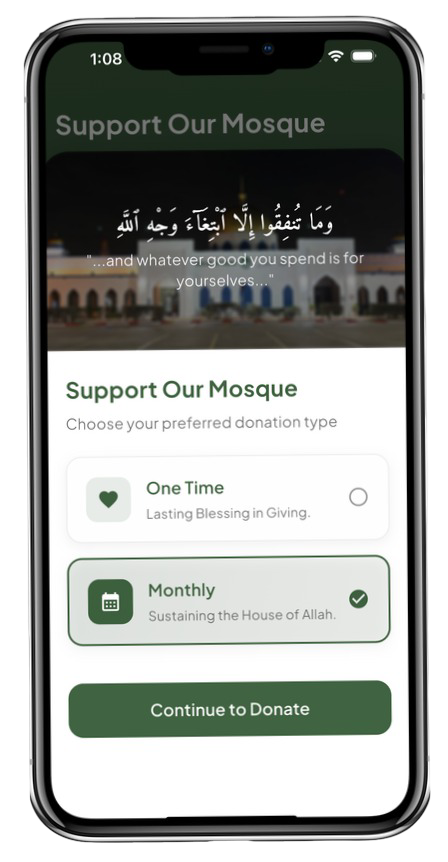 1:08
Support Our Mosque
وَمَا تُنفِقُوا إِلَّا ٱبْتِغَآءَ وَجْهِ ٱللَّهِ
"...and whatever good you spend is for
yourselves..."
Support Our Mosque
Choose your preferred donation type
One Time
Lasting Blessing in Giving.
Monthly
Sustaining the House of Allah.
Continue to Donate